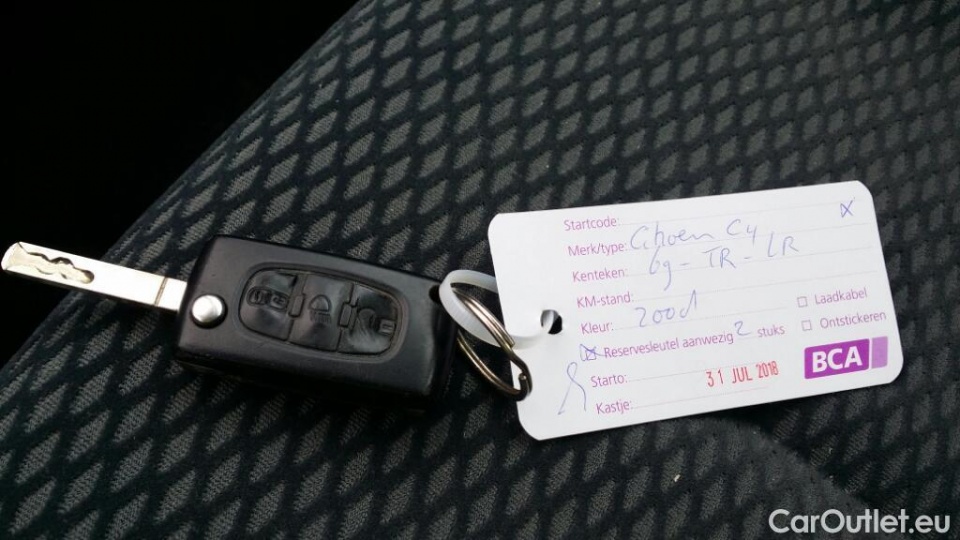 Startcode:
Merk/type: Citroen C4
Kenteken: 69-TR-LR
KM-stand:
Kleur: rood
Laadkabel
Reservesleutel aanwezig 2 stuks
Ontstickeren
Starto:
31 JUL 2018
BCA
Kastje:
CarOutlet.eu